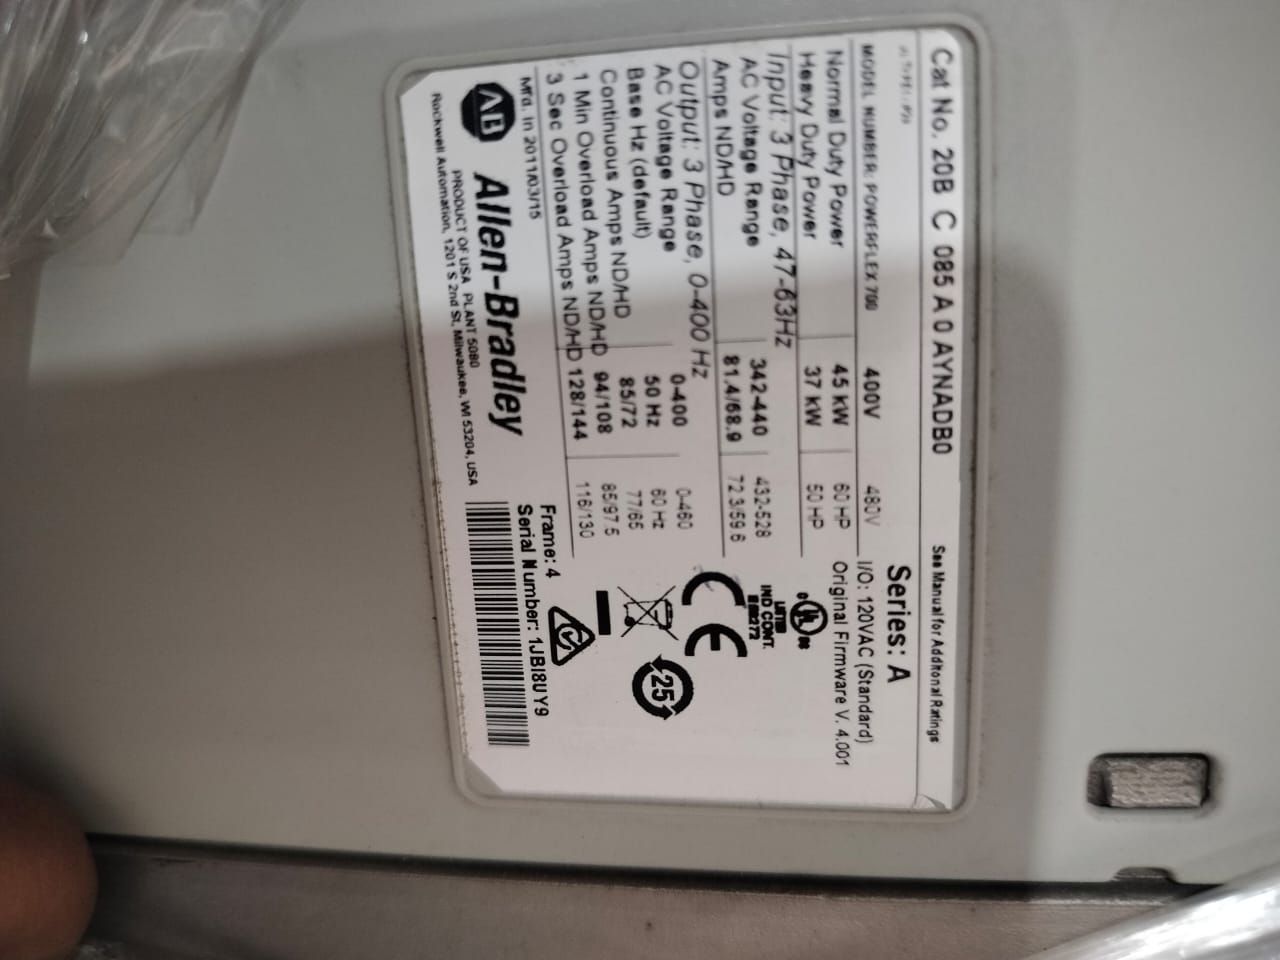 Cat No. 20B C 085 A 0 AYNADB0 See Manual for Additional Ratings
Series: A
MODEL NUMBER: POWERFLEX 700 400V 480V I/O: 120VAC (Standard)
Normal Duty Power 45 kW 60 HP Original Firmware V. 4.001
Heavy Duty Power 37 kW 50 HP
Input: 3 Phase, 47-63Hz
AC Voltage Range 342-440 432-528
Amps ND/HD 81.4/68.9 72.3/59.6
Output: 3 Phase, 0-400 Hz
AC Voltage Range 0-400 0-460
Base Hz (default) 50 Hz 60 Hz
Continuous Amps ND/HD 85/72 77/65
1 Min Overload Amps ND/HD 94/108 85/97.5
3 Sec Overload Amps ND/HD 128/144 116/130
UL
LISTED
IND CONT.
CE
25
Mfd. in 2011/03/15
Frame: 4
Serial Number: 1JBI8UY9
AB Allen-Bradley
PRODUCT OF USA PLANT 5080
Rockwell Automation, 1201 S 2nd St, Milwaukee, WI 53204, USA